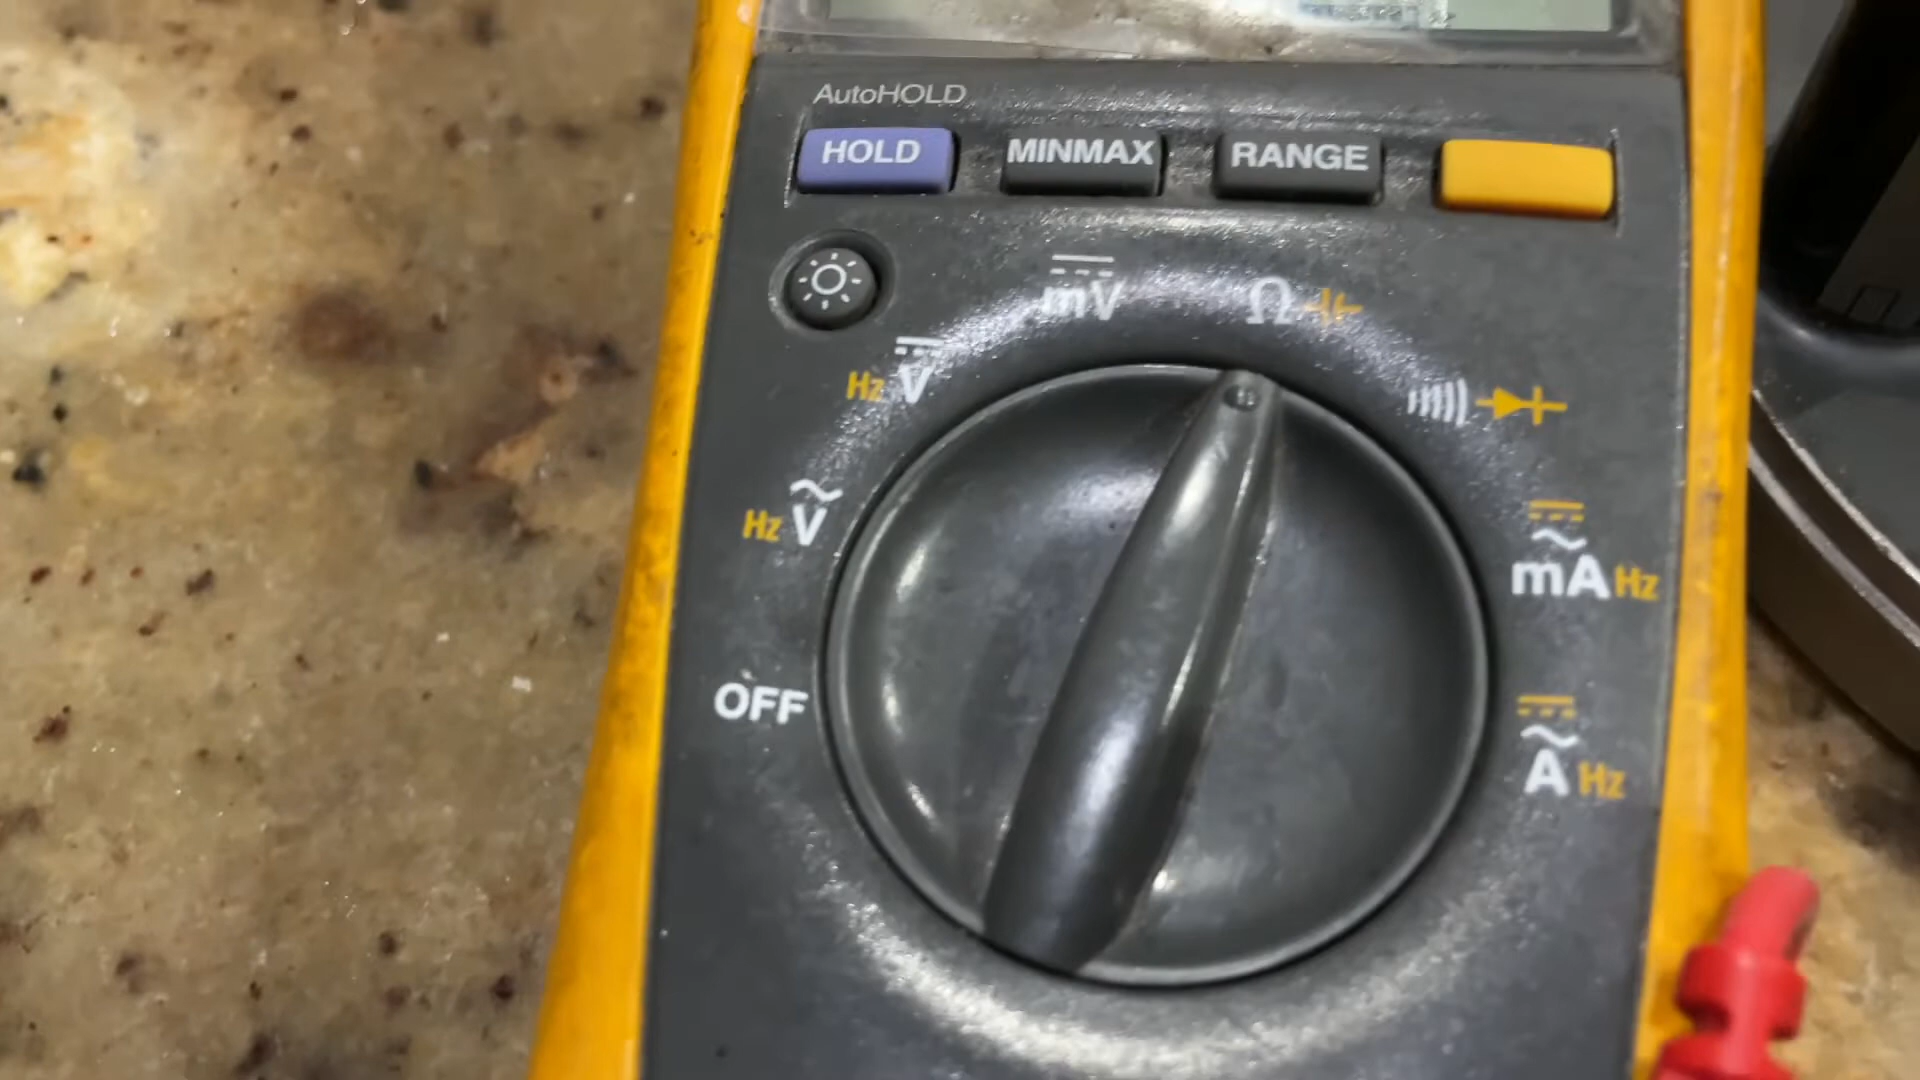 AutoHOLD
HOLD MINMAX RANGE
mV Ω
Hz V
Hz V
mA Hz
OFF
A Hz